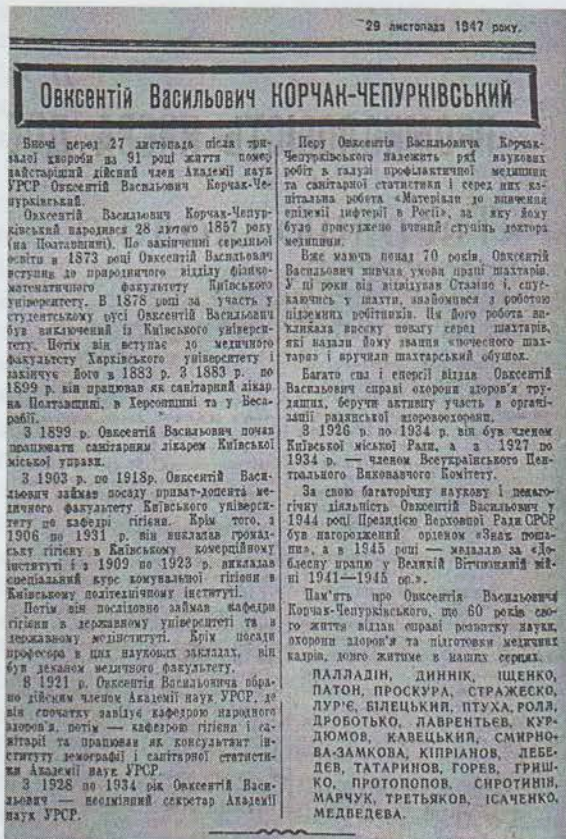 29 листопада 1947 року.
Овксентій Васильович КОРЧАК-ЧЕПУРКІВСЬКИЙ
Вночі перед 27 листопада після три-
валої хвороби на 91 році життя помер
найстаріший дійсний член Академії наук
УРСР Овксентій Васильович Корчак-Че-
пурківський.
Овксентій Васильович Корчак-Чепур-
ківський народився 28 лютого 1857 року
(на Полтавщині). По закінченні середньої
освіти в 1873 році Овксентій Васильович
вступив до природничого відділу фізико-
математичного факультету Київського
університету. В 1878 році за участь у
студентському русі Овксентій Васильович
був виключений із Київського універси-
тету. Потім він вступає до медичного
факультету Харківського університету і
закінчує його в 1883 р. З 1883 р. по
1899 р. він працював як санітарний лікар
на Полтавщині, в Херсонщині та у Беса-
рабії.
З 1899 р. Овксентій Васильович почав
працювати санітарним лікарем Київської
міської управи.
З 1903 р. по 1918р. Овксентій Васи-
льович займав посаду приват-доцента ме-
дичного факультету Київського універси-
тету по кафедрі гігієни. Крім того, з
1906 по 1931 р. він викладав громад-
ську гігієну в Київському комерційному
інституті і з 1909 по 1923 р. викладав
спеціальний курс комунальної гігієни в
Київському політехнічному інституті.
Потім він послідовно займав кафедри
гігієни в державному університеті та в
державному медінституті. Крім посади
професора в цих наукових закладах, він
був деканом медичного факультету.
В 1921 р. Овксентія Васильовича обра-
но дійсним членом Академії наук УРСР, де
він спочатку завідує кафедрою народного
здоров'я, потім — кафедрою гігієни і са-
нітарії та працював як консультант ін-
ституту демографії і санітарної статисти-
ки Академії наук УРСР.
З 1928 по 1934 рік Овксентій Васи-
льович — неодмінний секретар Академії
наук УРСР.
Перу Овксентія Васильовича Корчак-
Чепурківського належить ряд наукових
робіт в галузі профілактичної медицини
та санітарної статистики і серед них ка-
пітальна робота «Матеріали до вивчення
епідемії дифтерії в Росії», за яку йому
було присуджено вчений ступінь доктора
медицини.
Вже маючи понад 70 років, Овксентій
Васильович вивчав умови праці шахтарів.
У ці роки він відвідував Сталіно і, спус-
каючись у шахти, знайомився з роботою
підземних робітників. Ця його робота ви-
кликала високу повагу серед шахтарів,
які надали йому звання «почесного шах-
таря» і вручили шахтарський обушок.
Багато сил і енергії віддав Овксентій
Васильович справі охорони здоров'я тру-
дящих, беручи активну участь в органі-
зації радянської здоровоохорони.
З 1926 р. по 1934 р. він був членом
Київської міської Ради, а з 1927 по
1934 р. — членом Всеукраїнського Цен-
трального Виконавчого Комітету.
За свою багаторічну наукову і педаго-
гічну діяльність Овксентій Васильович у
1944 році Президією Верховної Ради СРСР
був нагороджений орденом «Знак поша-
ни», а в 1945 році — медаллю за «До-
блесну працю у Великій Вітчизняній вій-
ні 1941—1945 рр.».
Пам'ять про Овксентія Васильовича
Корчак-Чепурківського, що 60 років сво-
го життя віддав справі розвитку науки,
охорони здоров'я та підготовки медичних
кадрів, довго житиме в наших серцях.
ПАЛЛАДІН, ДИННІК, ІЩЕНКО,
ПАТОН, ПРОСКУРА, СТРАЖЕСКО,
ЛУР'Є, БІЛЕЦЬКИЙ, ПТУХА, РОЛЛ,
ДРОБОТЬКО, ЛАВРЕНТЬЄВ, КУР-
ДЮМОВ, КАВЕЦЬКИЙ, СМИРНО-
ВА-ЗАМКОВА, КІПРІАНОВ, ЛЕБЕ-
ДЄВ, ТАТАРИНОВ, ГОРЕВ, ГРИШ-
КО, ПРОТОПОПОВ, СИРОТИНІН,
МАРЧУК, ТРЕТЬЯКОВ, ІСАЧЕНКО,
МЕДВЕДЕВА.